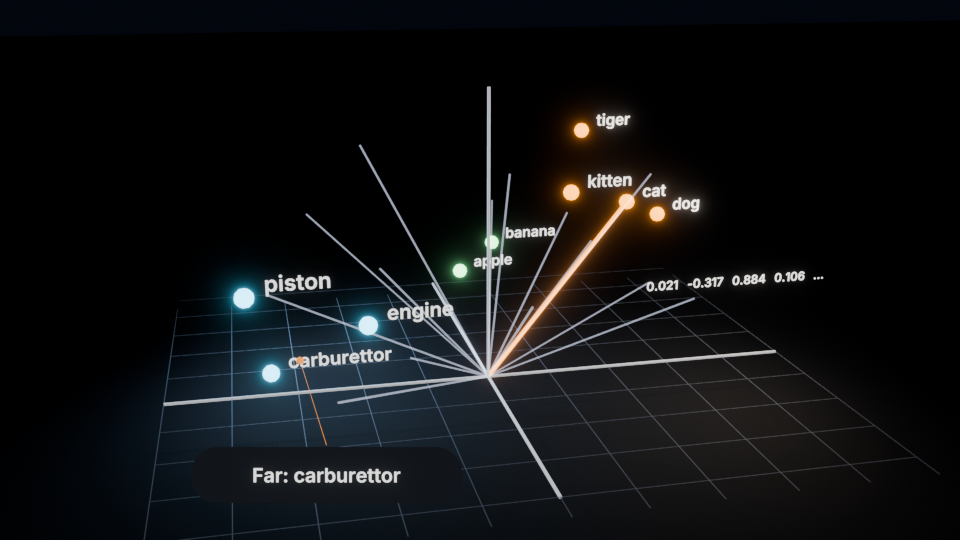 tiger
kitten
cat
dog
banana
apple
0.021 -0.317 0.884 0.106 ...
piston
engine
carburettor
Far: carburettor